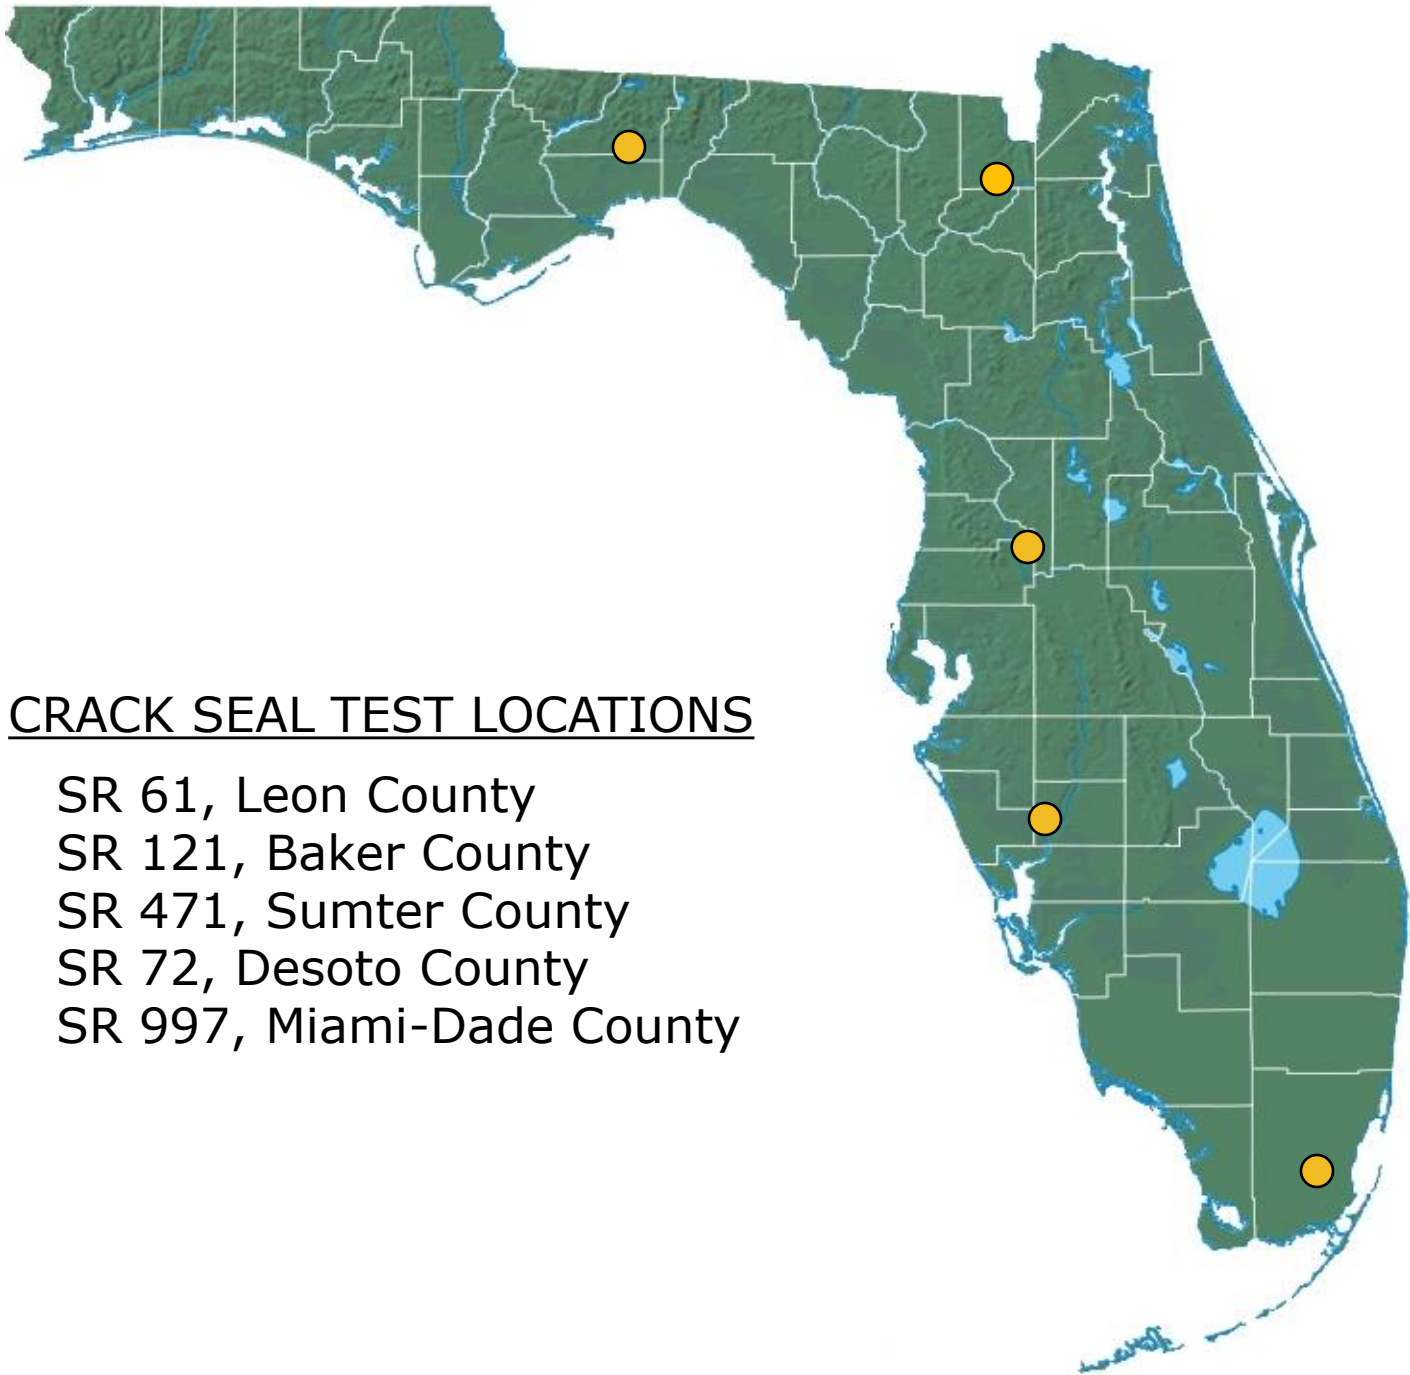 CRACK SEAL TEST LOCATIONS
SR 61, Leon County
SR 121, Baker County
SR 471, Sumter County
SR 72, Desoto County
SR 997, Miami-Dade County